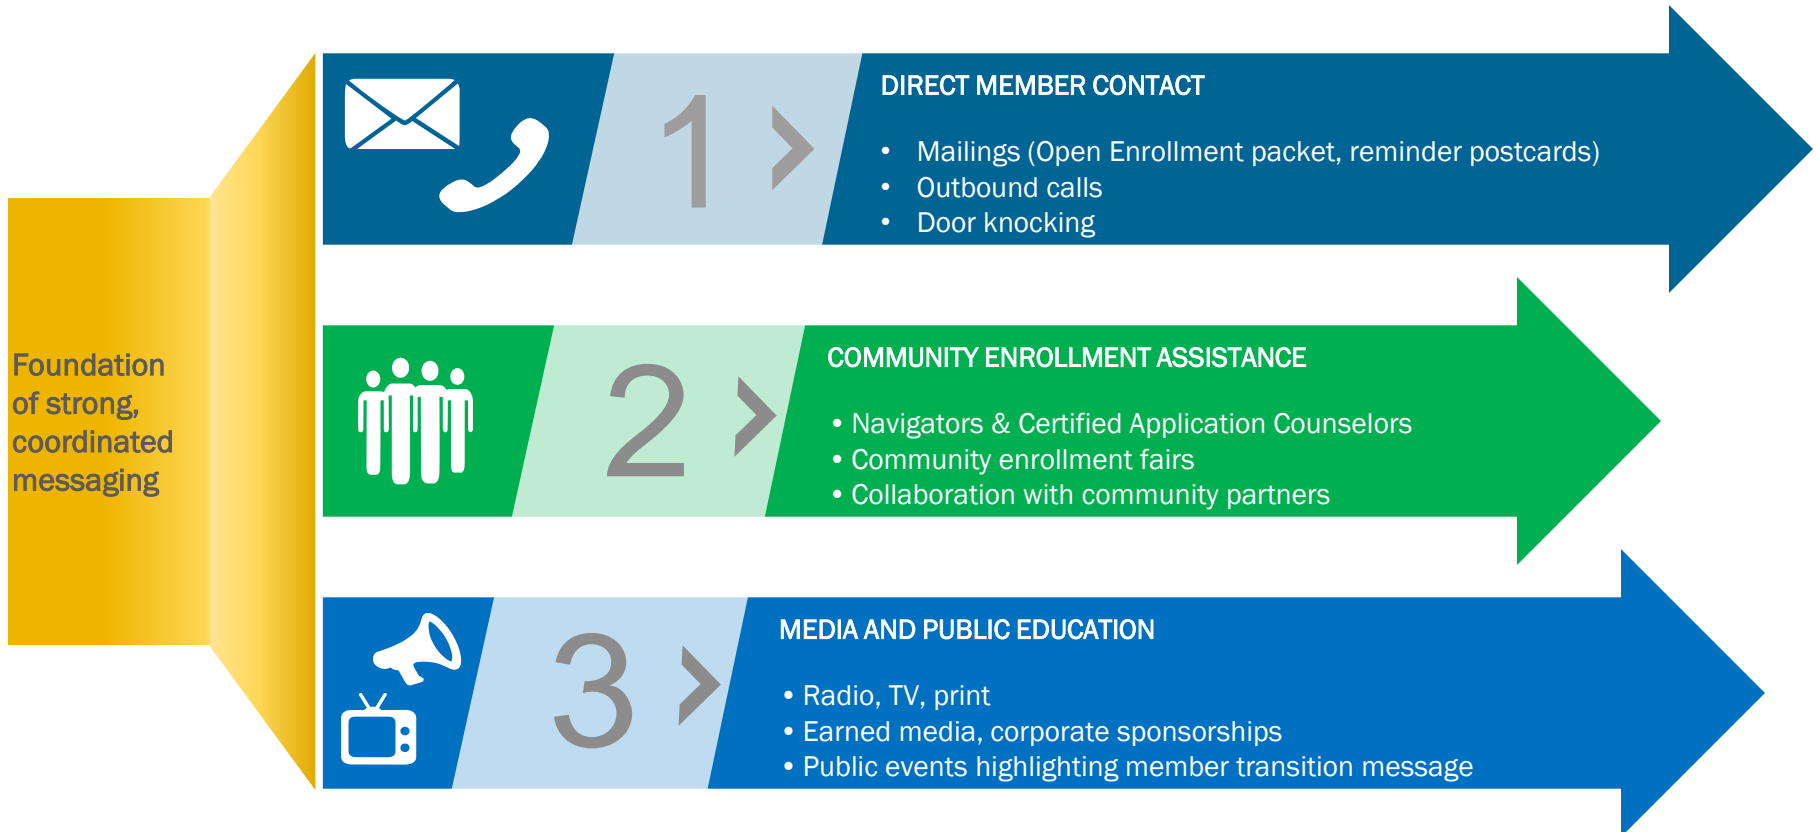 Foundation
of strong,
coordinated
messaging
1
DIRECT MEMBER CONTACT
• Mailings (Open Enrollment packet, reminder postcards)
• Outbound calls
• Door knocking
2
COMMUNITY ENROLLMENT ASSISTANCE
• Navigators & Certified Application Counselors
• Community enrollment fairs
• Collaboration with community partners
3
MEDIA AND PUBLIC EDUCATION
• Radio, TV, print
• Earned media, corporate sponsorships
• Public events highlighting member transition message